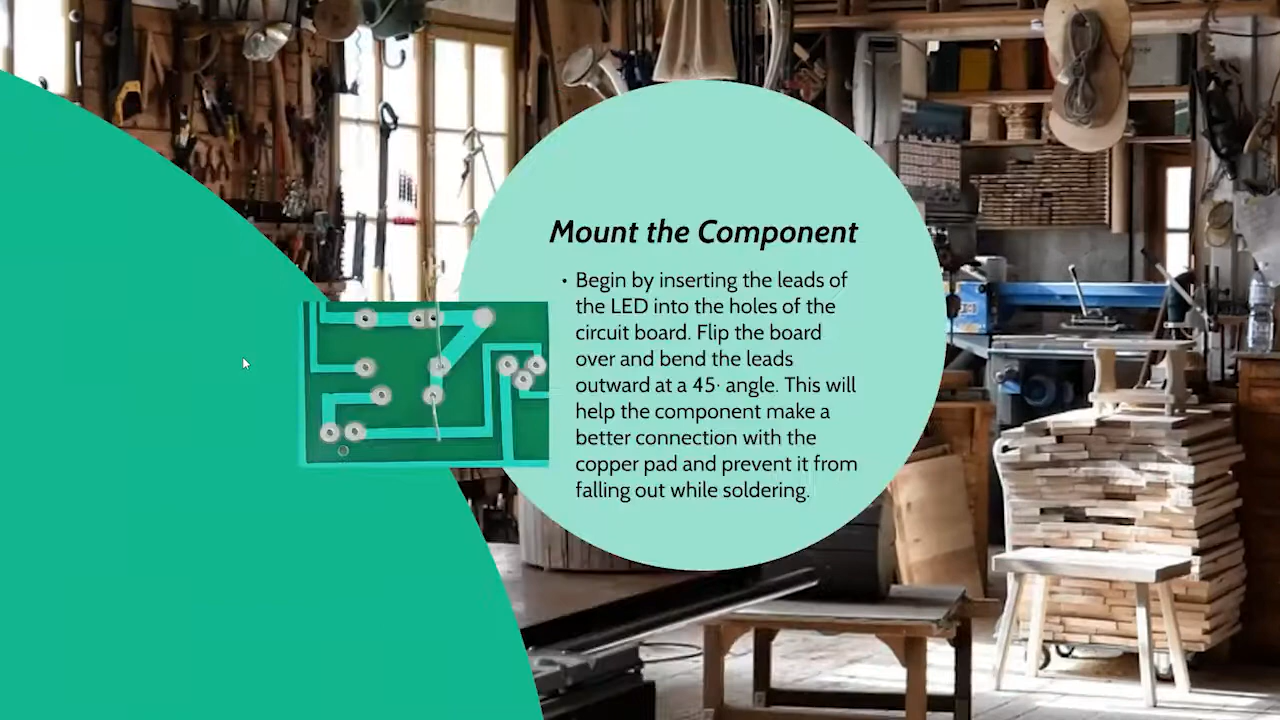 Mount the Component
• Begin by inserting the leads of
the LED into the holes of the
circuit board. Flip the board
over and bend the leads
outward at a 45· angle. This will
help the component make a
better connection with the
copper pad and prevent it from
falling out while soldering.